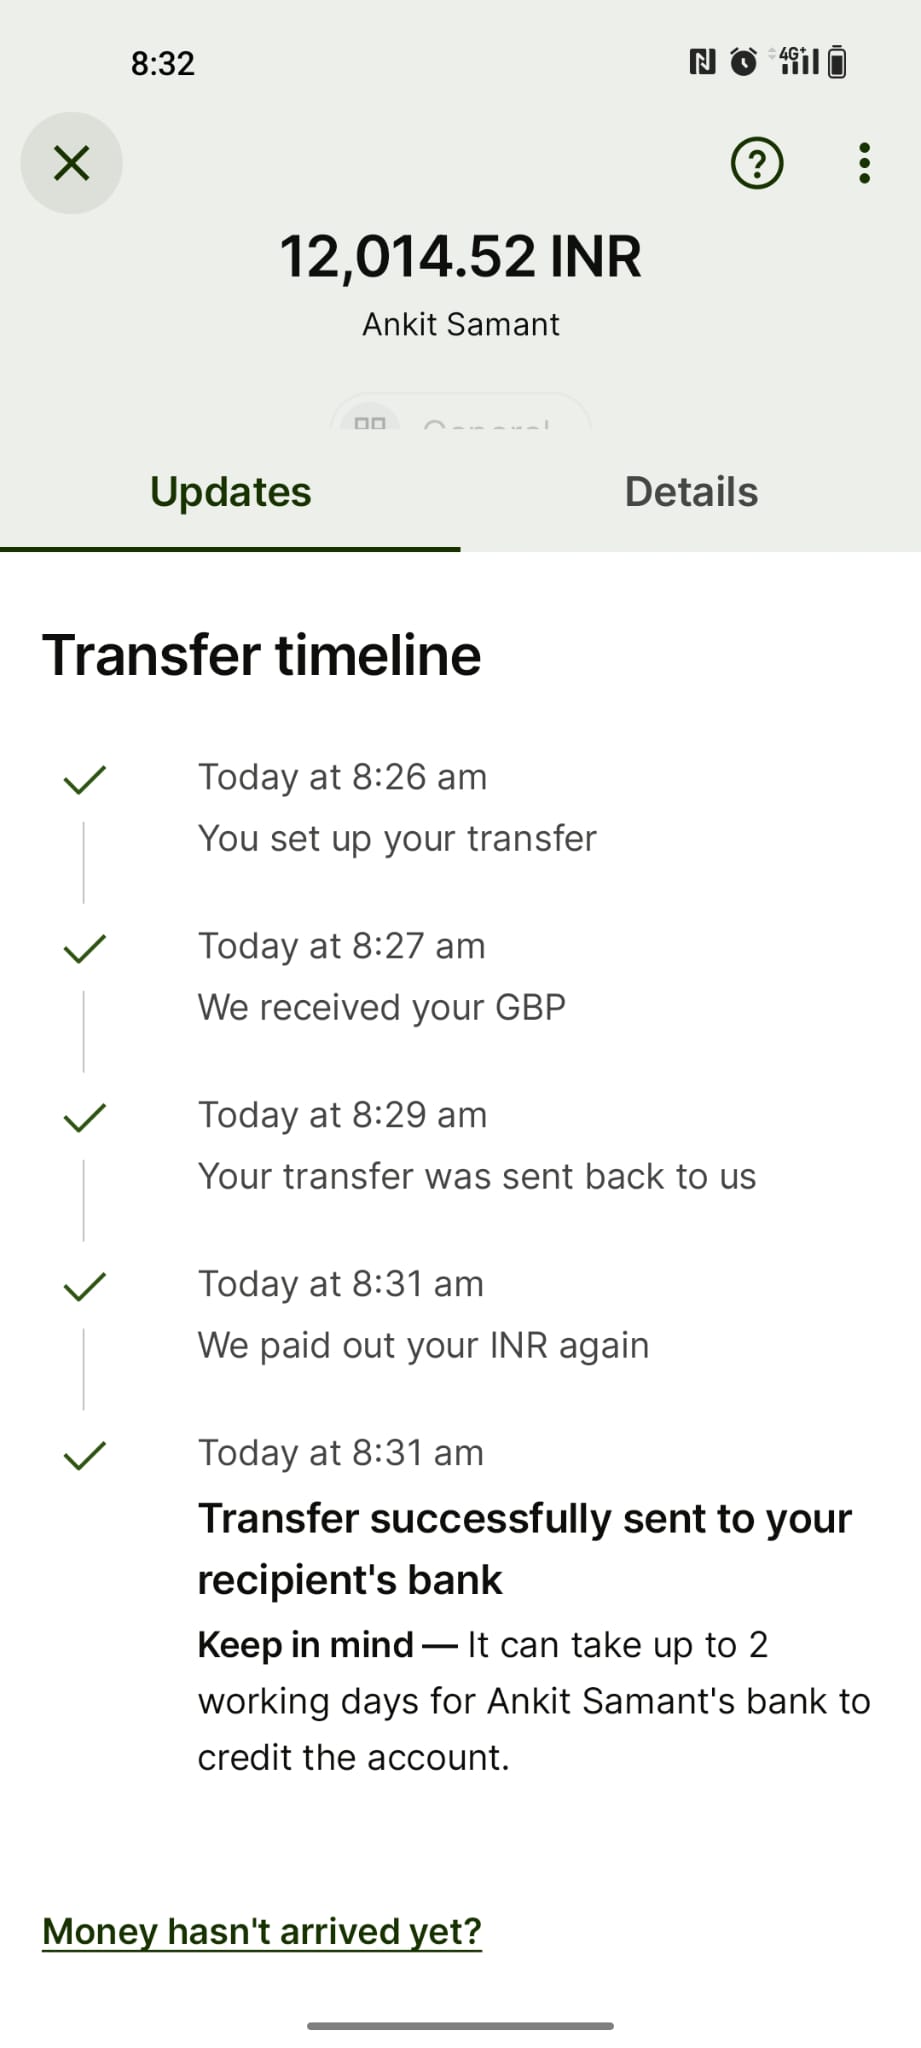 8:32
4G+
?
12,014.52 INR
Ankit Samant
General
Updates
Details
Transfer timeline
Today at 8:26 am
You set up your transfer
Today at 8:27 am
We received your GBP
Today at 8:29 am
Your transfer was sent back to us
Today at 8:31 am
We paid out your INR again
Today at 8:31 am
Transfer successfully sent to your
recipient's bank
Keep in mind — It can take up to 2
working days for Ankit Samant's bank to
credit the account.
Money hasn't arrived yet?